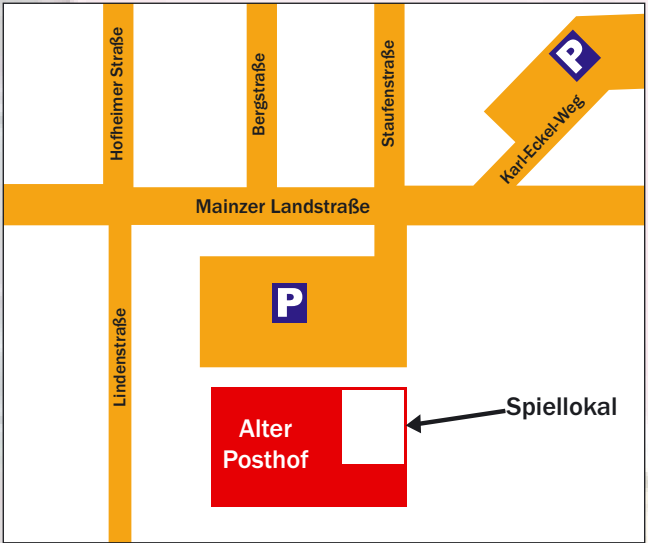 Hofheimer Straße
Bergstraße
Staufenstraße
P
Karl-Eckel-Weg
Mainzer Landstraße
Lindenstraße
P
Alter
Posthof
Spiellokal